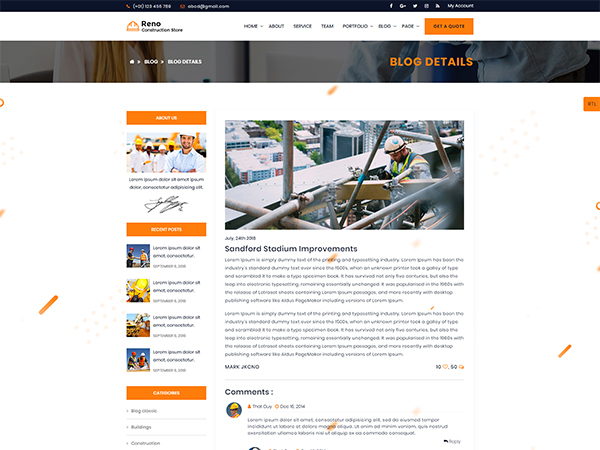 (+01) 123 456 789 abcd@gmail.com My Account
Reno
Construction Store
HOME ABOUT SERVICE TEAM PORTFOLIO BLOG PAGE GET A QUOTE
BLOG BLOG DETAILS
BLOG DETAILS
RTL
ABOUT US
Lorem ipsum dolor sit amet
dolor, consectetur adipisicing elit.
RECENT POSTS
Lorem ipsum dolor sit
amet, consectetur.
SEPTEMBER 6, 2018
Lorem ipsum dolor sit
amet, consectetur.
SEPTEMBER 6, 2018
Lorem ipsum dolor sit
amet, consectetur.
SEPTEMBER 6, 2018
Lorem ipsum dolor sit
amet, consectetur.
SEPTEMBER 6, 2018
CATEGORIES
Blog classic
Buildings
Construction
July, 24th 2018
Sandford Stadium Improvements
Lorem Ipsum is simply dummy text of the printing and typesetting industry. Lorem Ipsum has been the
industry's standard dummy text ever since the 1500s, when an unknown printer took a galley of type
and scrambled it to make a type specimen book. It has survived not only five centuries, but also the
leap into electronic typesetting, remaining essentially unchanged. It was popularised in the 1960s with
the release of Letraset sheets containing Lorem Ipsum passages, and more recently with desktop
publishing software like Aldus PageMaker including versions of Lorem Ipsum.
Lorem Ipsum is simply dummy text of the printing and typesetting industry. Lorem Ipsum has been the
industry's standard dummy text ever since the 1500s, when an unknown printer took a galley of type
and scrambled it to make a type specimen book. It has survived not only five centuries, but also the
leap into electronic typesetting, remaining essentially unchanged. It was popularised in the 1960s with
the release of Letraset sheets containing Lorem Ipsum passages, and more recently with desktop
publishing software like Aldus PageMaker including versions of Lorem Ipsum.
MARK JKCNO 10 , 50
Comments :
That Guy Dec 16, 2014
Lorem ipsum dolor sit amet, consectetur adipisicing elit, sed do eiusmod tempor incididunt
ut labore et dolore magna aliqua. Ut enim ad minim veniam, quis nostrud
exercitation ullamco laboris nisi ut aliquip ex ea commodo consequat.
Reply